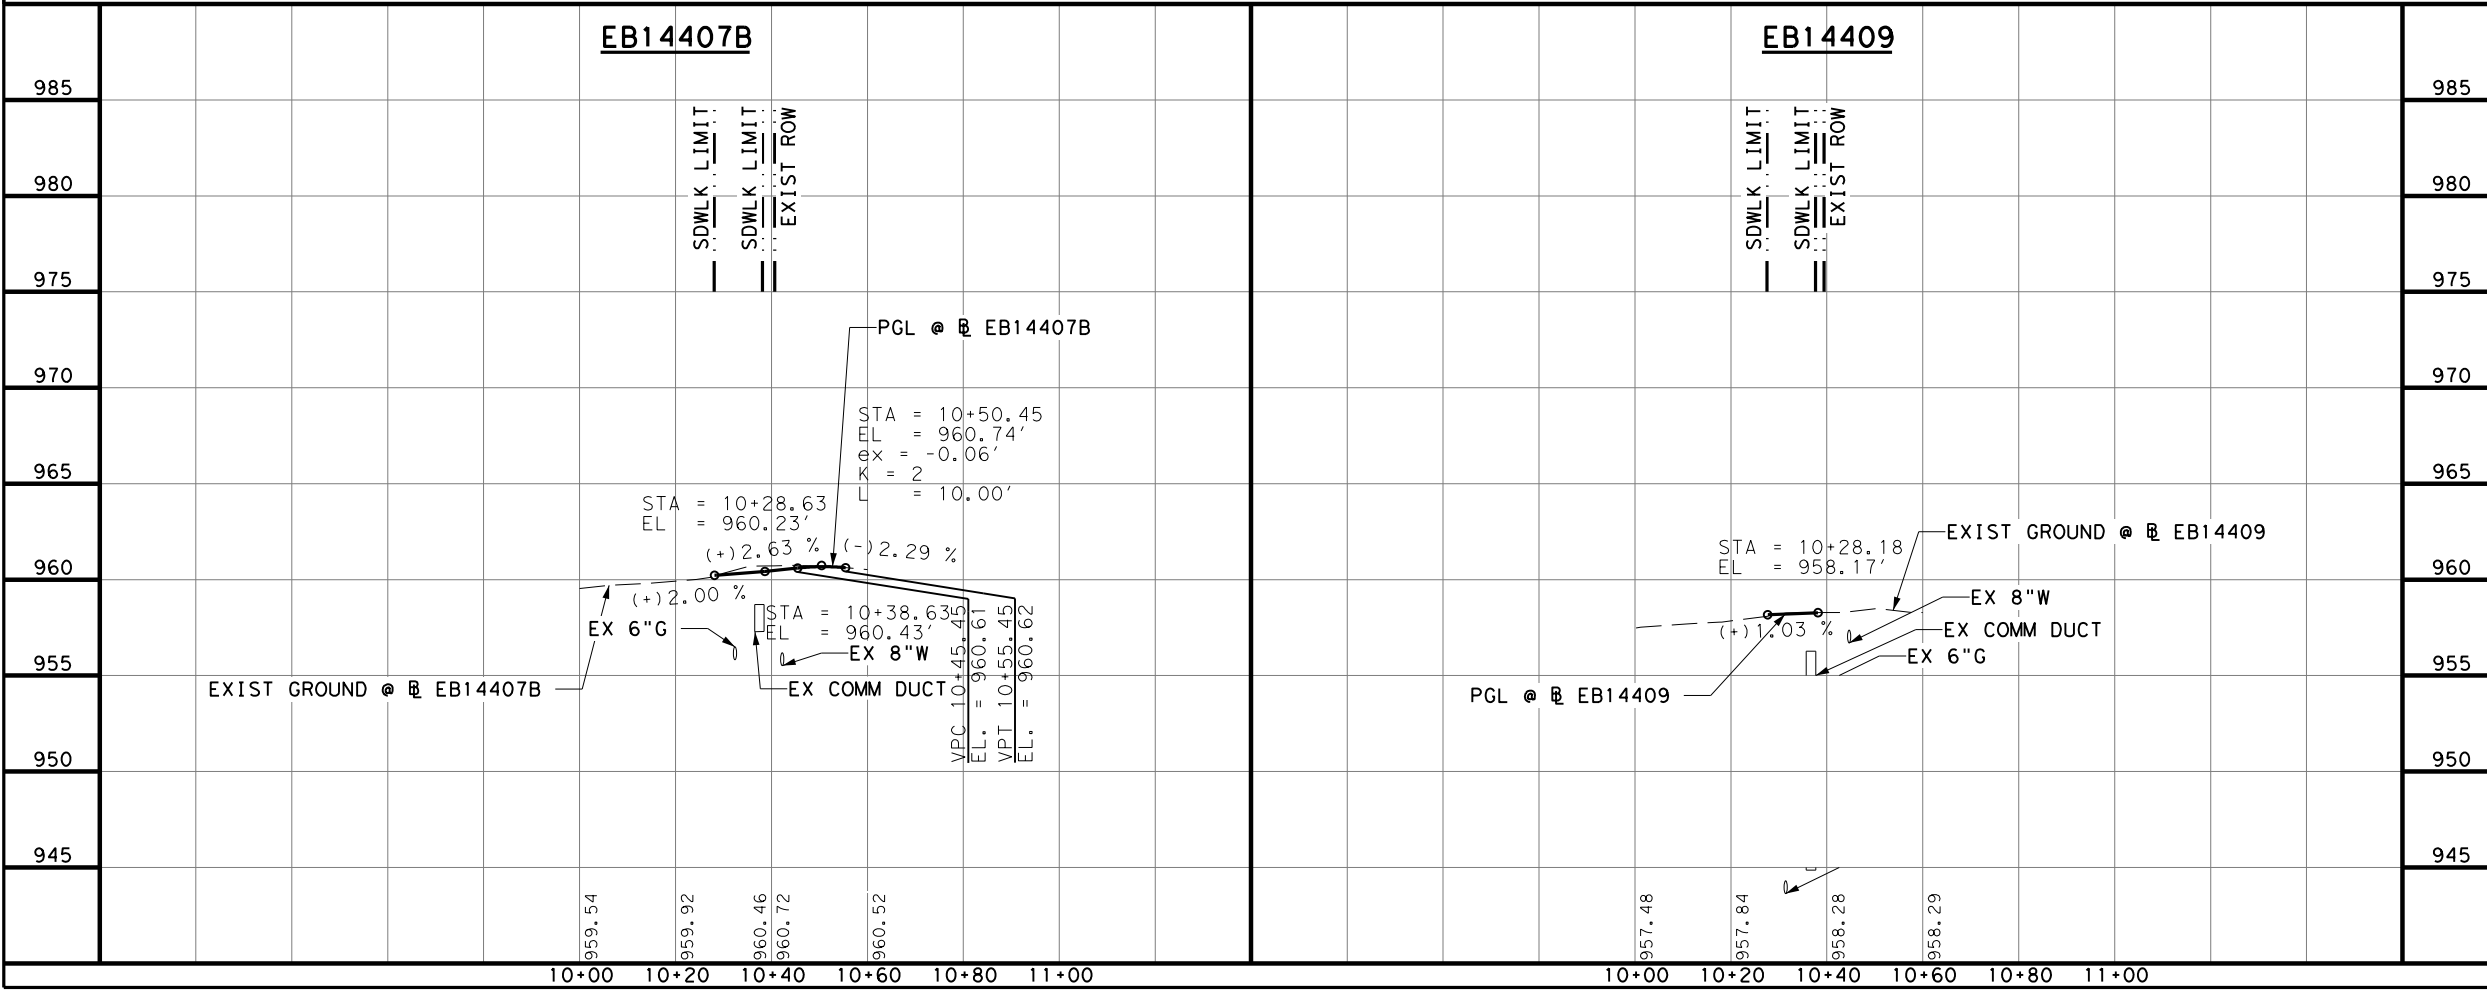 EB14407B
EB14409
985
980
975
970
965
960
955
950
945
SDWLK LIMIT
SDWLK LIMIT
EXIST ROW
PGL @ ℄ EB14407B
STA = 10+50.45
EL = 960.74'
ex = -0.06'
K = 2
L = 10.00'
STA = 10+28.63
EL = 960.23'
(+)2.63 %
(-)2.29 %
(+)2.00 %
STA = 10+38.63
EL = 960.43'
EX 6"G
EX 8"W
EX COMM DUCT
EXIST GROUND @ ℄ EB14407B
VPC 10+45.45
EL. = 960.61
VPT 10+55.45
EL. = 960.62
959.54
959.92
960.46
960.72
960.52
10+00
10+20
10+40
10+60
10+80
11+00
SDWLK LIMIT
SDWLK LIMIT
EXIST ROW
EXIST GROUND @ ℄ EB14409
STA = 10+28.18
EL = 958.17'
EX 8"W
(+)1.03 %
EX COMM DUCT
EX 6"G
PGL @ ℄ EB14409
957.48
957.84
958.28
958.29
10+00
10+20
10+40
10+60
10+80
11+00
985
980
975
970
965
960
955
950
945